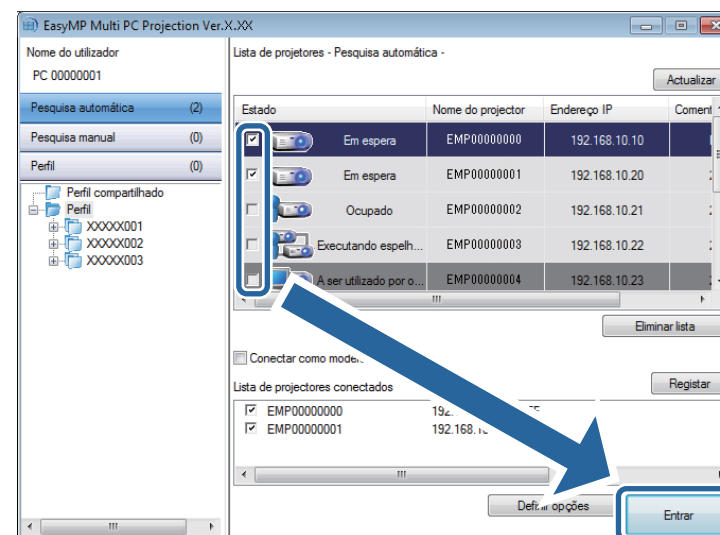 EasyMP Multi PC Projection Ver.X.XX
Nome do utilizador
PC 00000001
Pesquisa automática (2)
Pesquisa manual (0)
Perfil (0)
Perfil compartilhado
Perfil
XXXXX001
XXXXX002
XXXXX003
Lista de projetores - Pesquisa automática -
Actualizar
Estado Nome do projector Endereço IP Coment
Em espera EMP00000000 192.168.10.10
Em espera EMP00000001 192.168.10.20
Ocupado EMP00000002 192.168.10.21
Executando espelh... EMP00000003 192.168.10.22
A ser utilizado por o... EMP00000004 192.168.10.23
Eliminar lista
Conectar como
Lista de projectores conectados
Registar
EMP00000000 192.
EMP00000001 192.168.
Definir opções
Entrar